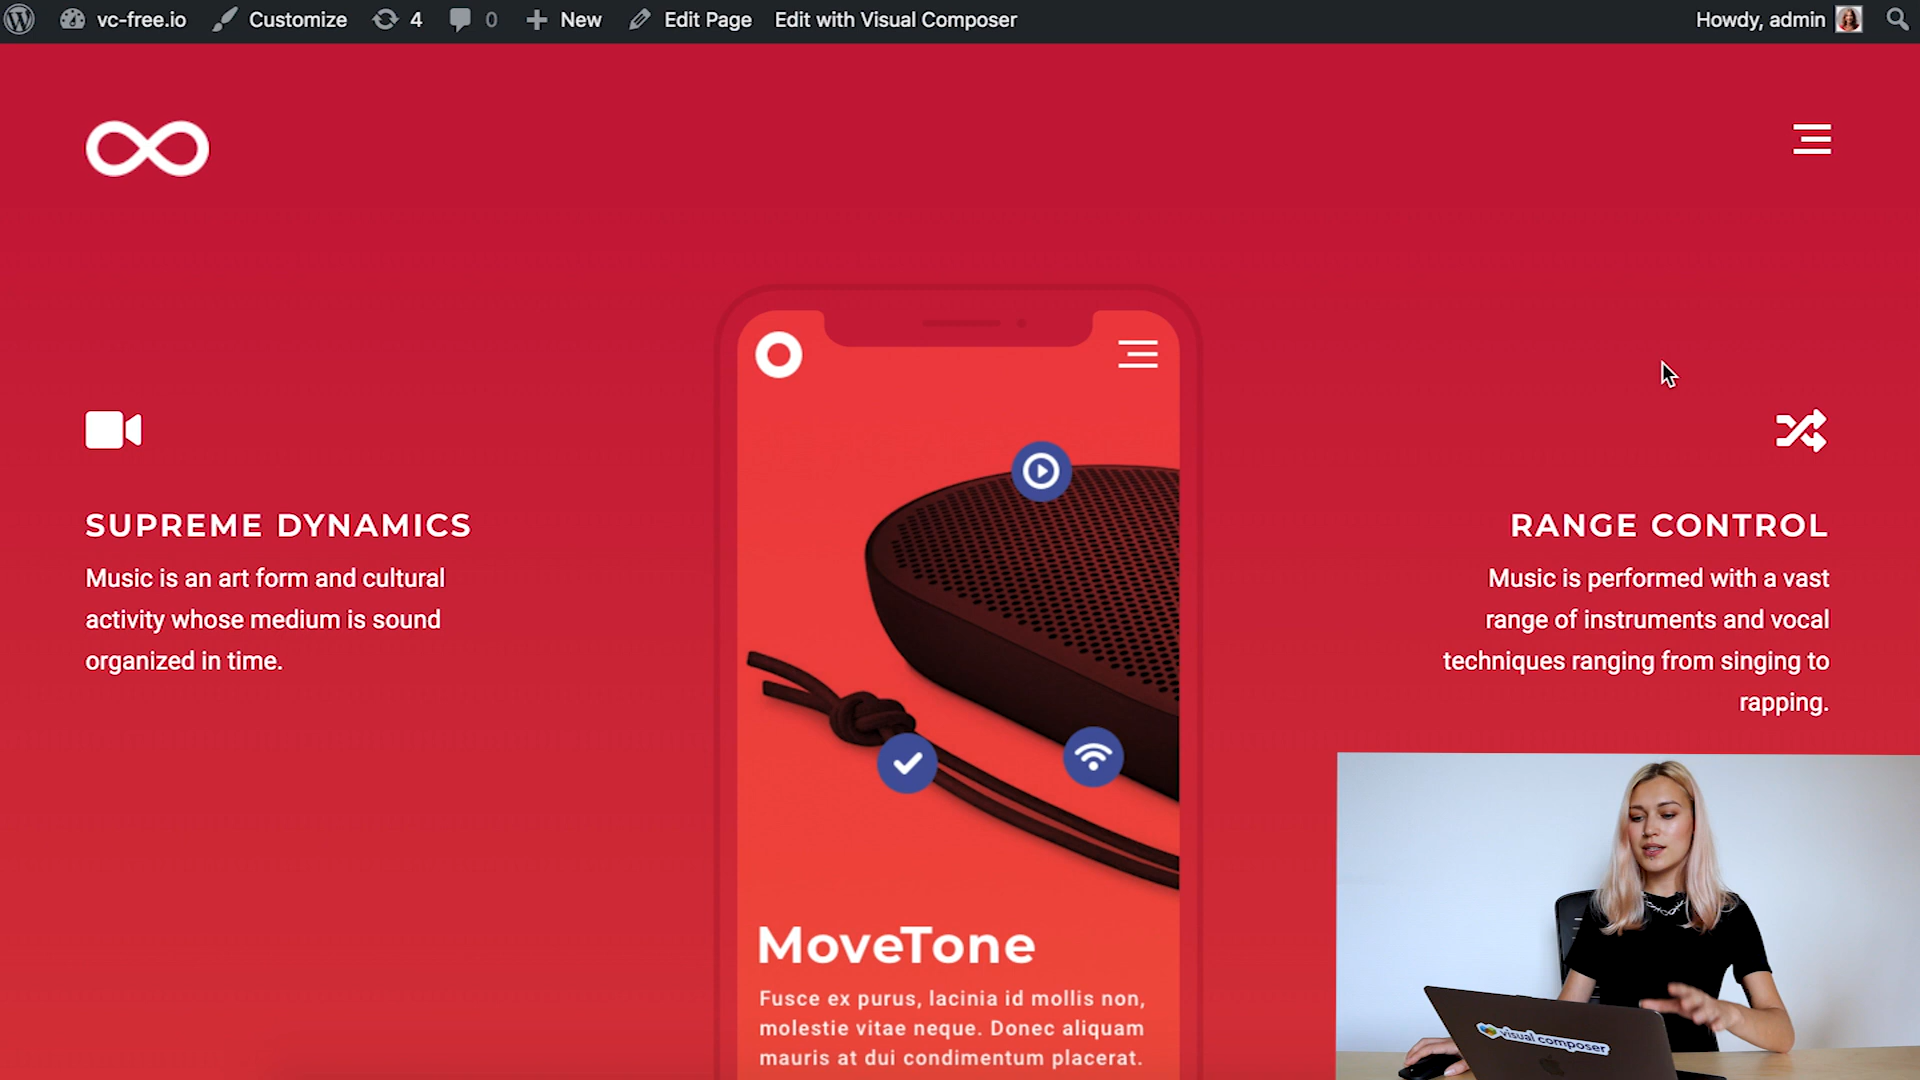 vc-free.io Customize 4 0 New Edit Page Edit with Visual Composer Howdy, admin
SUPREME DYNAMICS
Music is an art form and cultural
activity whose medium is sound
organized in time.
RANGE CONTROL
Music is performed with a vast
range of instruments and vocal
techniques ranging from singing to
rapping.
MoveTone
Fusce ex purus, lacinia id mollis non,
molestie vitae neque. Donec aliquam
mauris at dui condimentum placerat.
visual composer